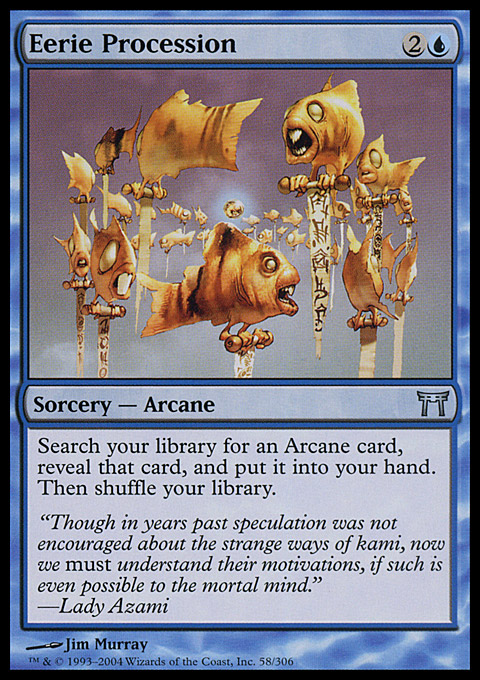 Eerie Procession 2
Sorcery — Arcane
Search your library for an Arcane card,
reveal that card, and put it into your hand.
Then shuffle your library.
“Though in years past speculation was not
encouraged about the strange ways of kami, now
we must understand their motivations, if such is
even possible to the mortal mind.”
—Lady Azami
Jim Murray
™ & © 1993–2004 Wizards of the Coast, Inc. 58/306